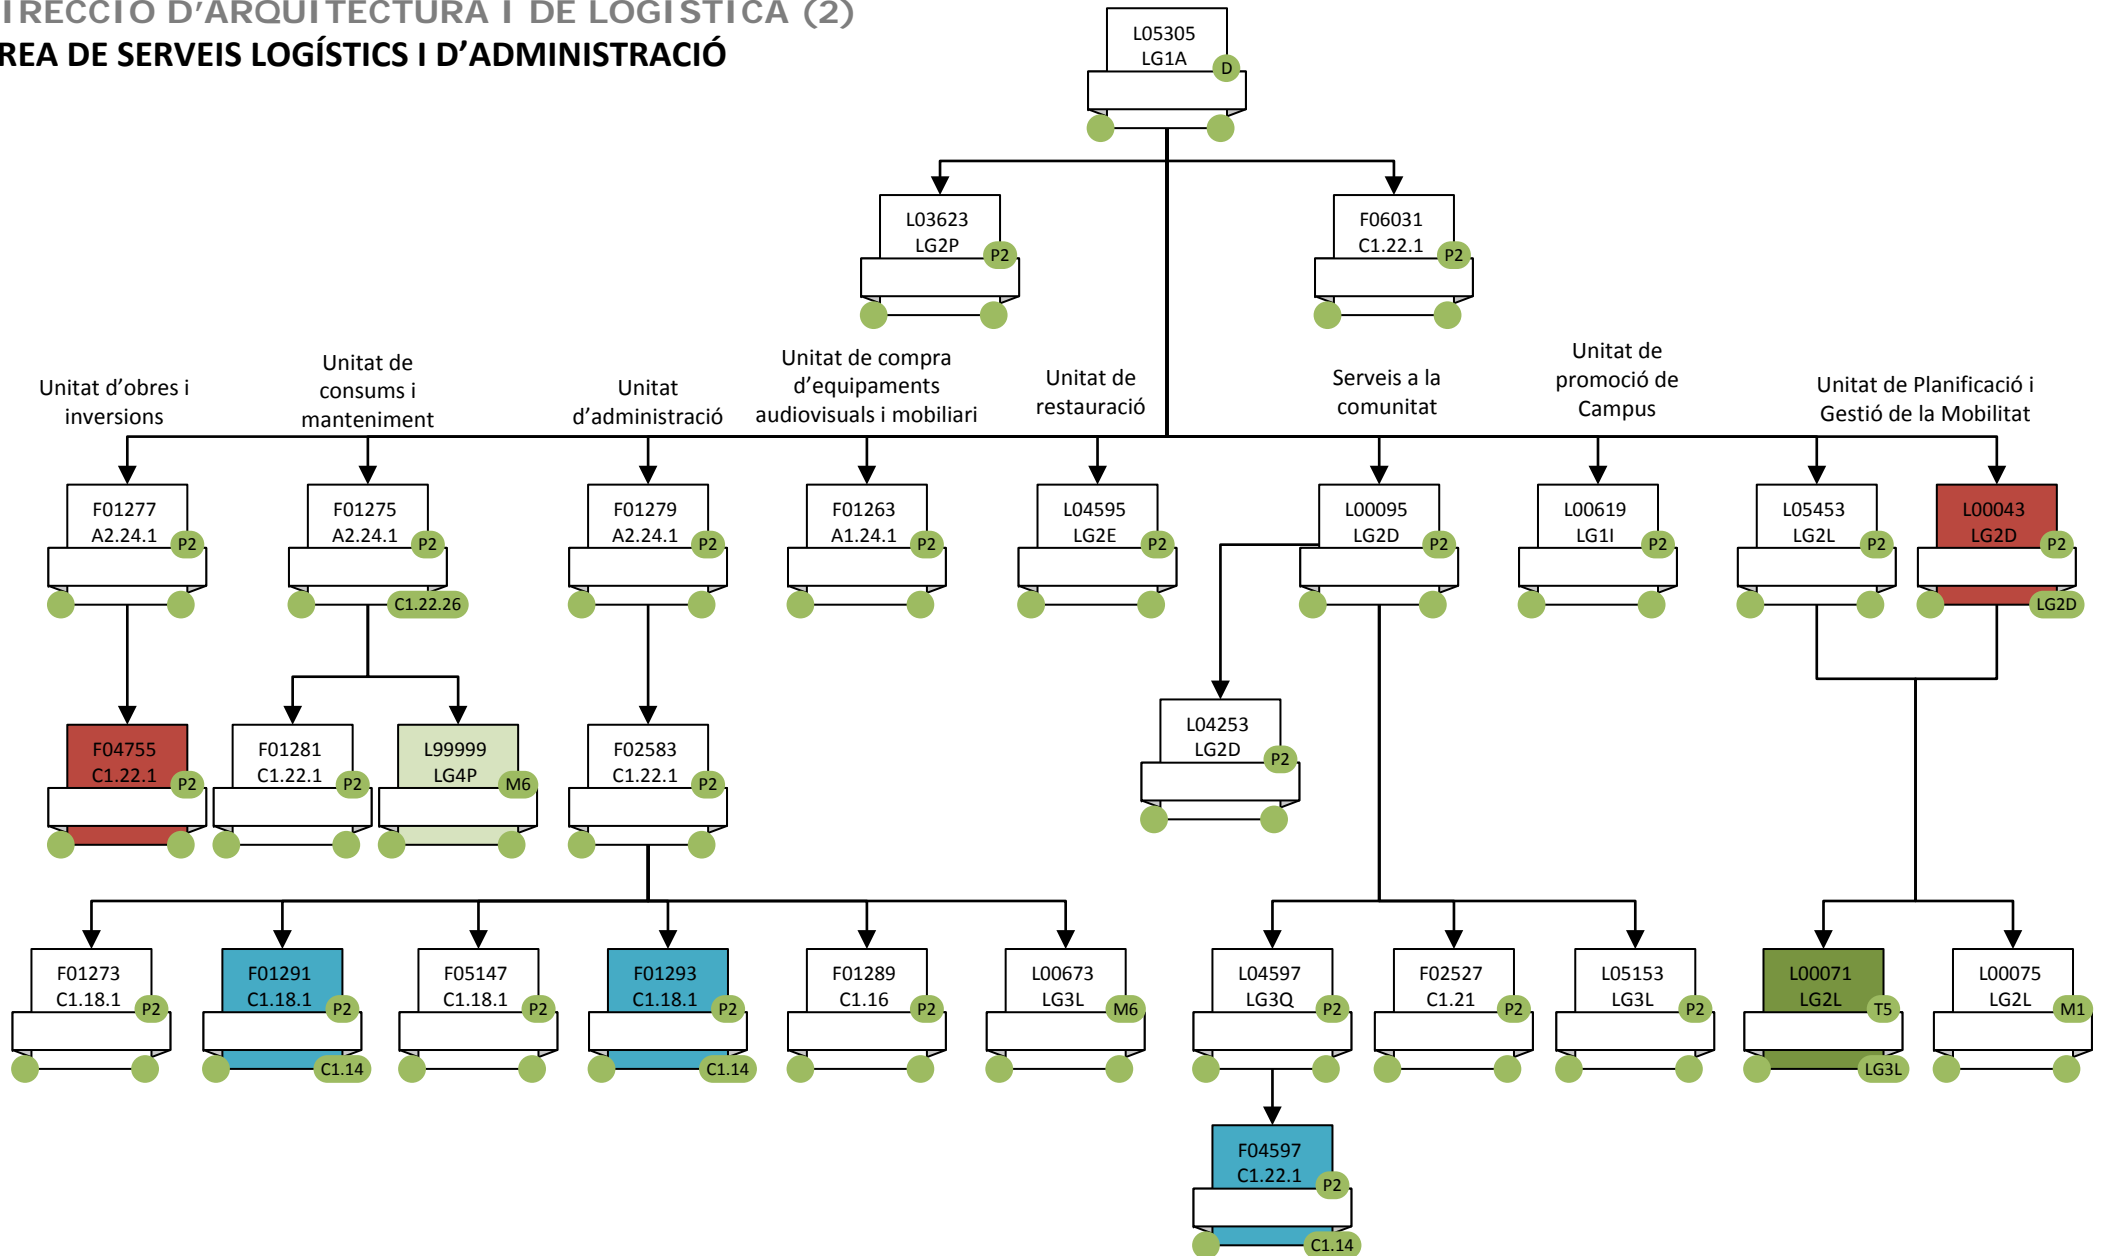 IRECCIÓ D'ARQUITECTURA I DE LOGÍSTICA (2)
REA DE SERVEIS LOGÍSTICS I D'ADMINISTRACIÓ
L05305
LG1A
D
L03623
LG2P
P2
F06031
C1.22.1
P2
Unitat d'obres i
inversions
Unitat de
consums i
manteniment
Unitat
d'administració
Unitat de compra
d'equipaments
audiovisuals i mobiliari
Unitat de
restauració
Serveis a la
comunitat
Unitat de
promoció de
Campus
Unitat de Planificació i
Gestió de la Mobilitat
F01277
A2.24.1
P2
F01275
A2.24.1
P2
C1.22.26
F01279
A2.24.1
P2
F01263
A1.24.1
P2
L04595
LG2E
P2
L00095
LG2D
P2
L00619
LG1I
P2
L05453
LG2L
P2
L00043
LG2D
P2
LG2D
L04253
LG2D
P2
F04755
C1.22.1
P2
F01281
C1.22.1
P2
L99999
LG4P
M6
F02583
C1.22.1
P2
F01273
C1.18.1
P2
F01291
C1.18.1
P2
C1.14
F05147
C1.18.1
P2
F01293
C1.18.1
P2
C1.14
F01289
C1.16
P2
L00673
LG3L
M6
L04597
LG3Q
P2
F02527
C1.21
P2
L05153
LG3L
P2
L00071
LG2L
T5
LG3L
L00075
LG2L
M1
F04597
C1.22.1
P2
C1.14